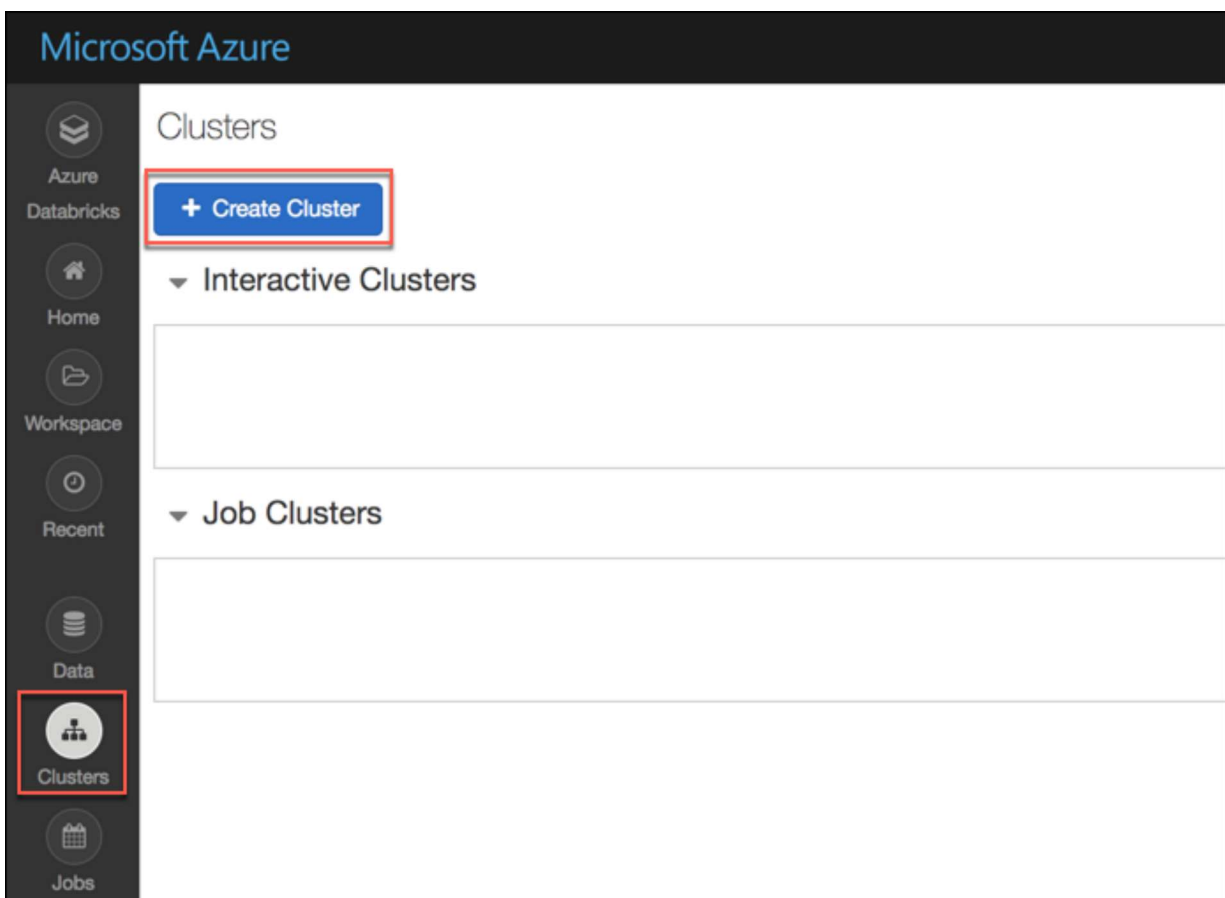 Microsoft Azure
Azure
Databricks
Home
Workspace
Recent
Data
Clusters
Jobs
Clusters
+ Create Cluster
Interactive Clusters
Job Clusters